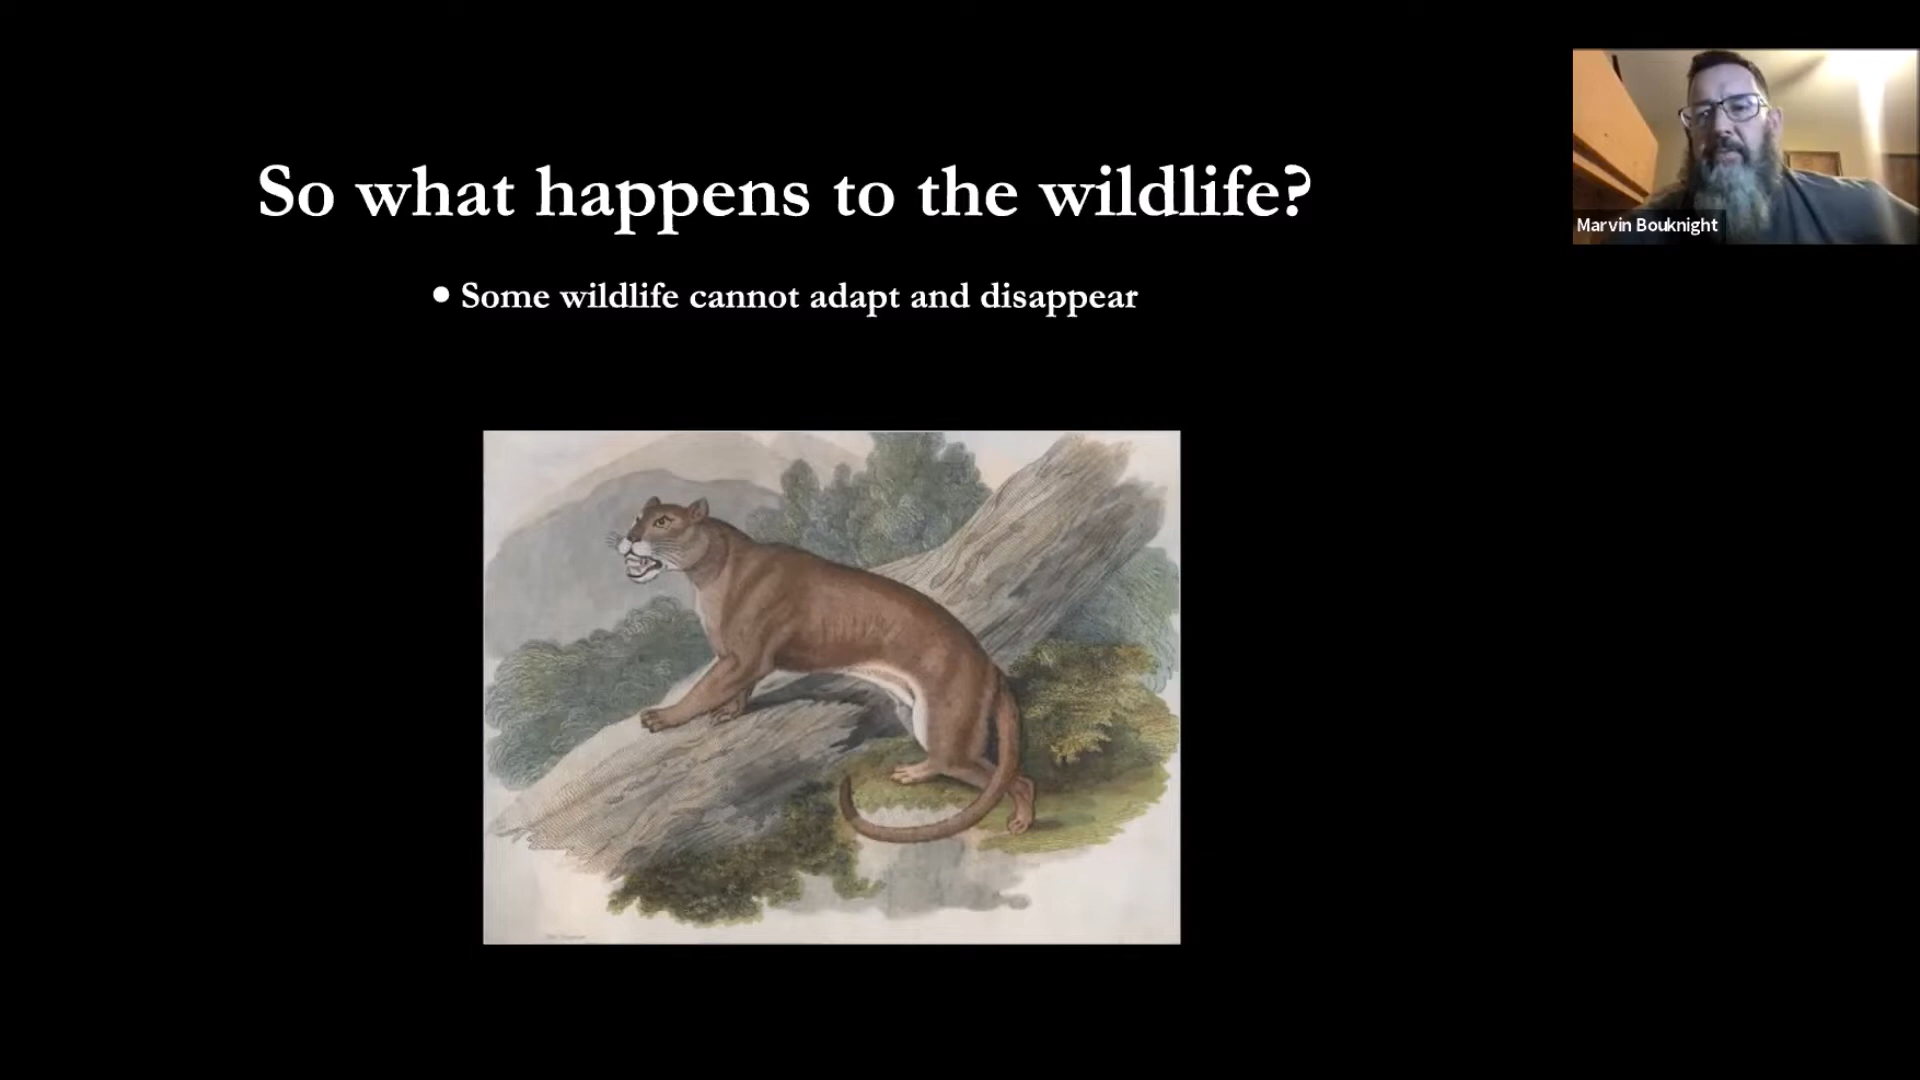 So what happens to the wildlife?
• Some wildlife cannot adapt and disappear
Marvin Bouknight